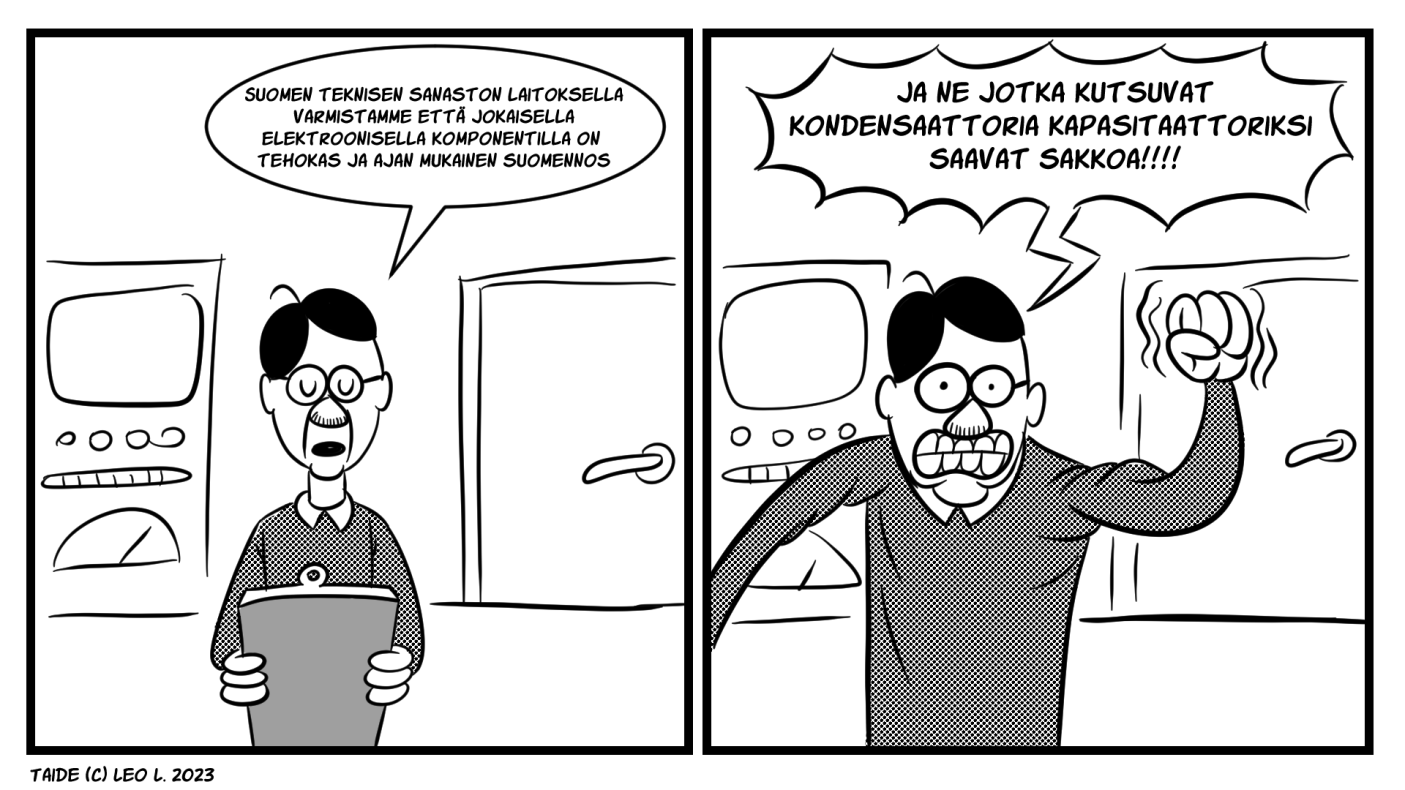 SUOMEN TEKNISEN SANASTON LAITOKSELLA
VARMISTAMME ETTÄ JOKAISELLA
ELEKTROONISELLA KOMPONENTILLA ON
TEHOKAS JA AJAN MUKAINEN SUOMENNOS
JA NE JOTKA KUTSUVAT
KONDENSAATTORIA KAPASITAATTORIKSI
SAAVAT SAKKOA!!!!
TAIDE (C) LEO L. 2023